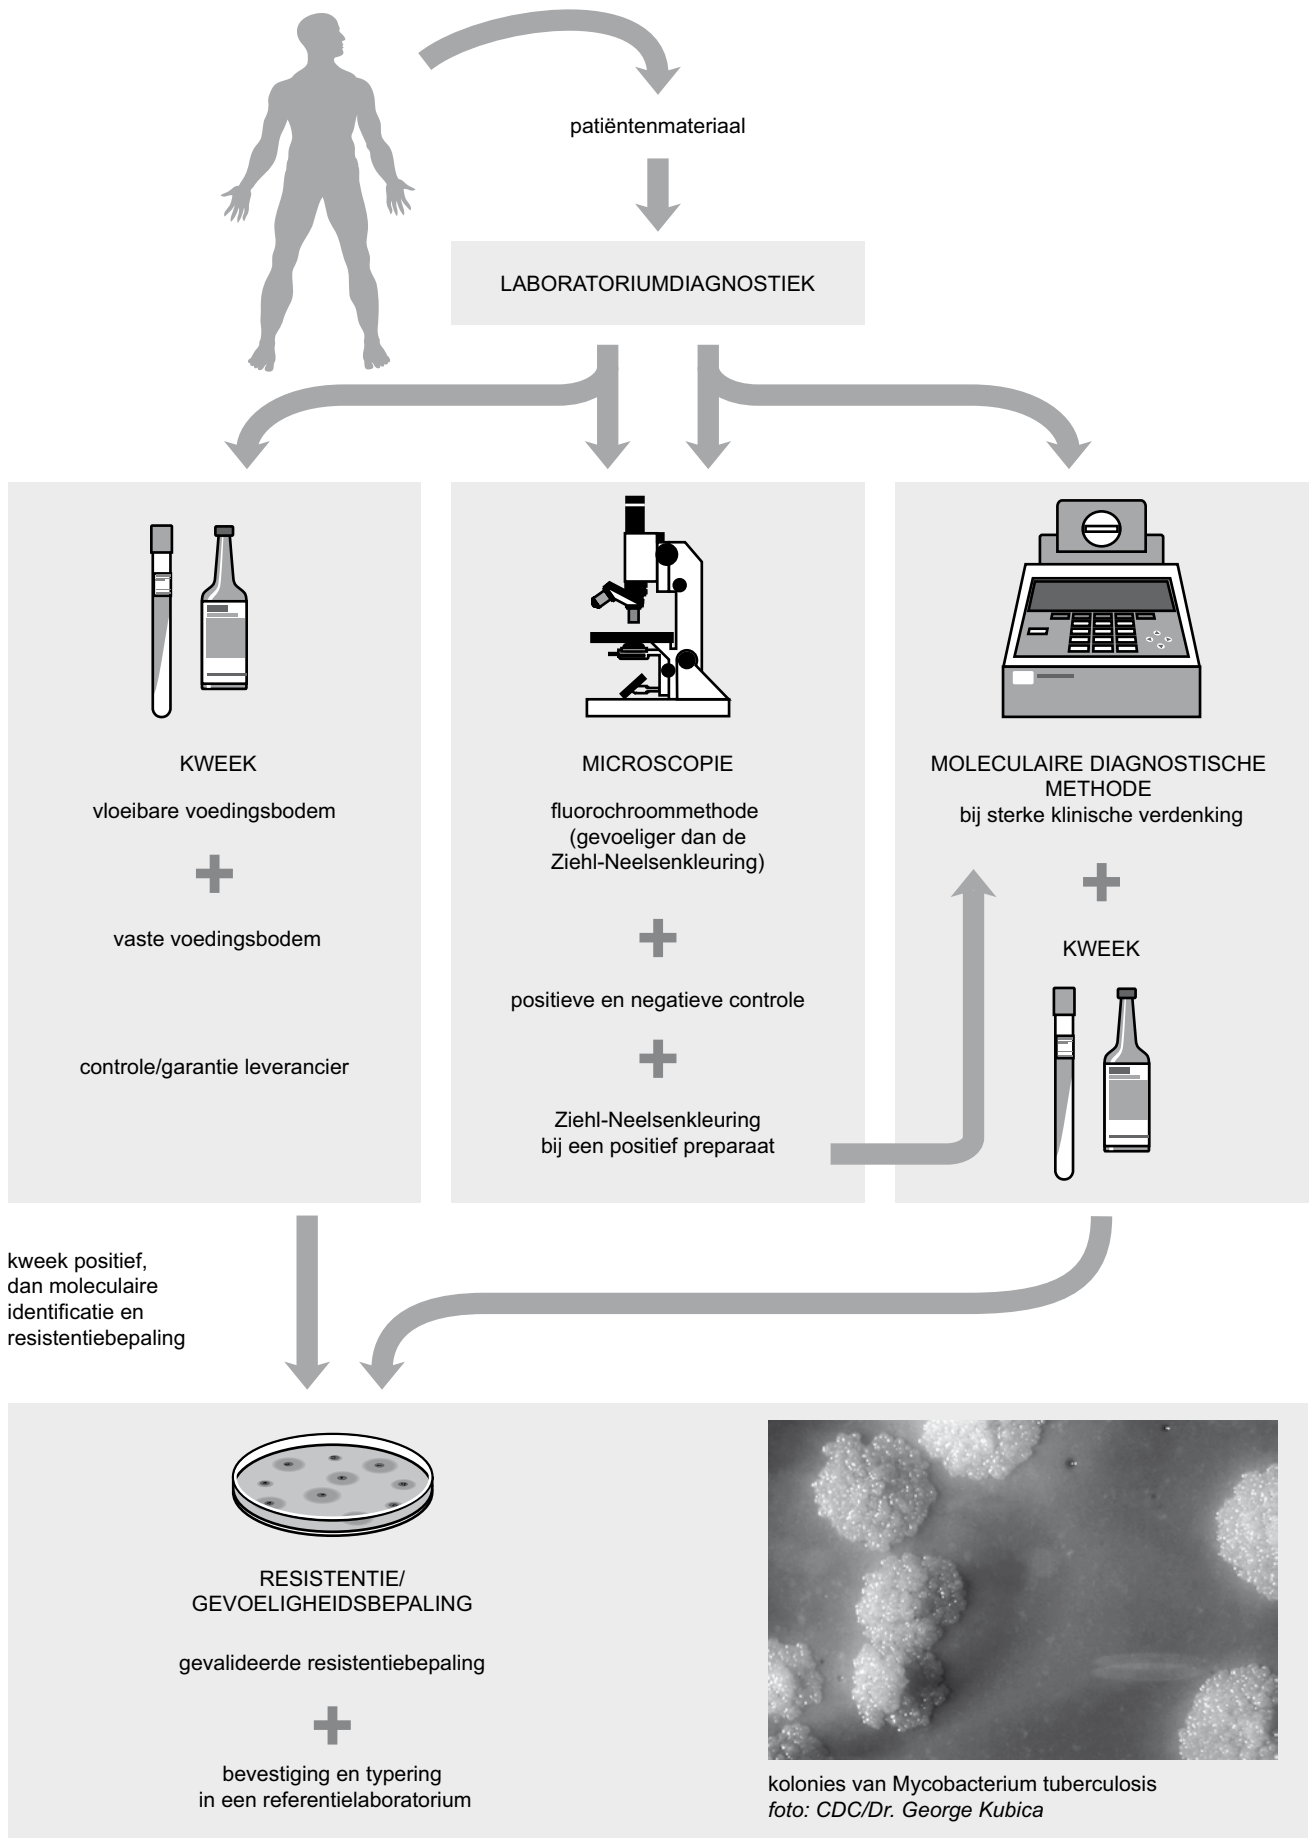 patiëntenmateriaal
LABORATORIUMDIAGNOSTIEK
KWEEK
vloeibare voedingsbodem
+
vaste voedingsbodem
controle/garantie leverancier
MICROSCOPIE
fluorochroommethode
(gevoeliger dan de
Ziehl-Neelsenkleuring)
+
positieve en negatieve controle
+
Ziehl-Neelsenkleuring
bij een positief preparaat
MOLECULAIRE DIAGNOSTISCHE
METHODE
bij sterke klinische verdenking
+
KWEEK
kweek positief,
dan moleculaire
identificatie en
resistentiebepaling
RESISTENTIE/
GEVOELIGHEIDSBEPALING
gevalideerde resistentiebepaling
+
bevestiging en typering
in een referentielaboratorium
kolonies van Mycobacterium tuberculosis
foto: CDC/Dr. George Kubica